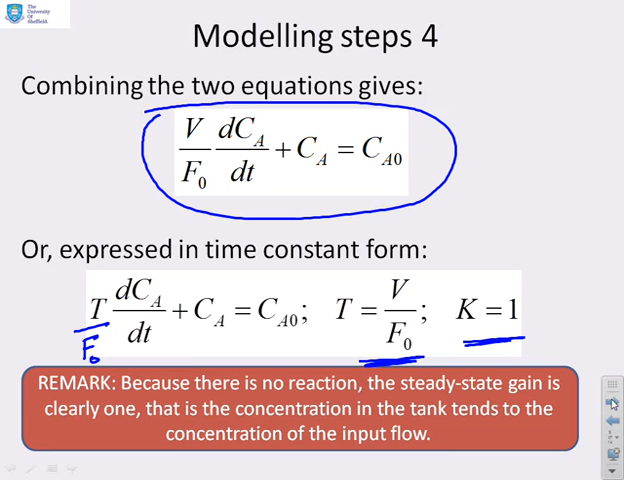 The
University
Of
Sheffield.
Modelling steps 4
Combining the two equations gives:
V/F₀ dC_A/dt + C_A = C_A0
Or, expressed in time constant form:
T dC_A/dt + C_A = C_A0; T = V/F₀; K = 1
F₀
REMARK: Because there is no reaction, the steady-state gain is
clearly one, that is the concentration in the tank tends to the
concentration of the input flow.